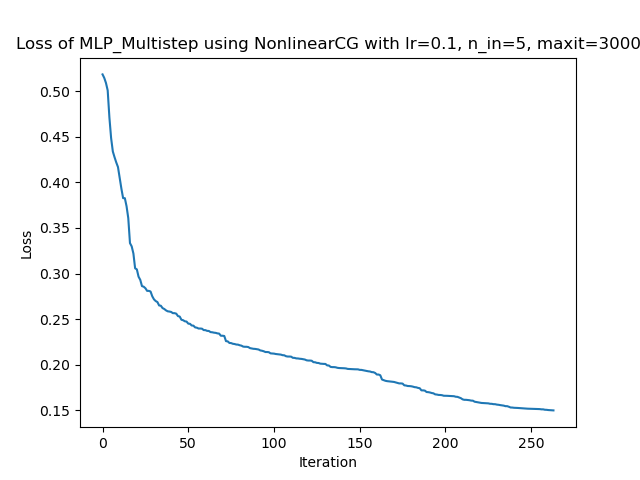 Loss of MLP_Multistep using NonlinearCG with lr=0.1, n_in=5, maxit=3000
0.50
0.45
0.40
0.35
0.30
0.25
0.20
0.15
Loss
0 50 100 150 200 250
Iteration